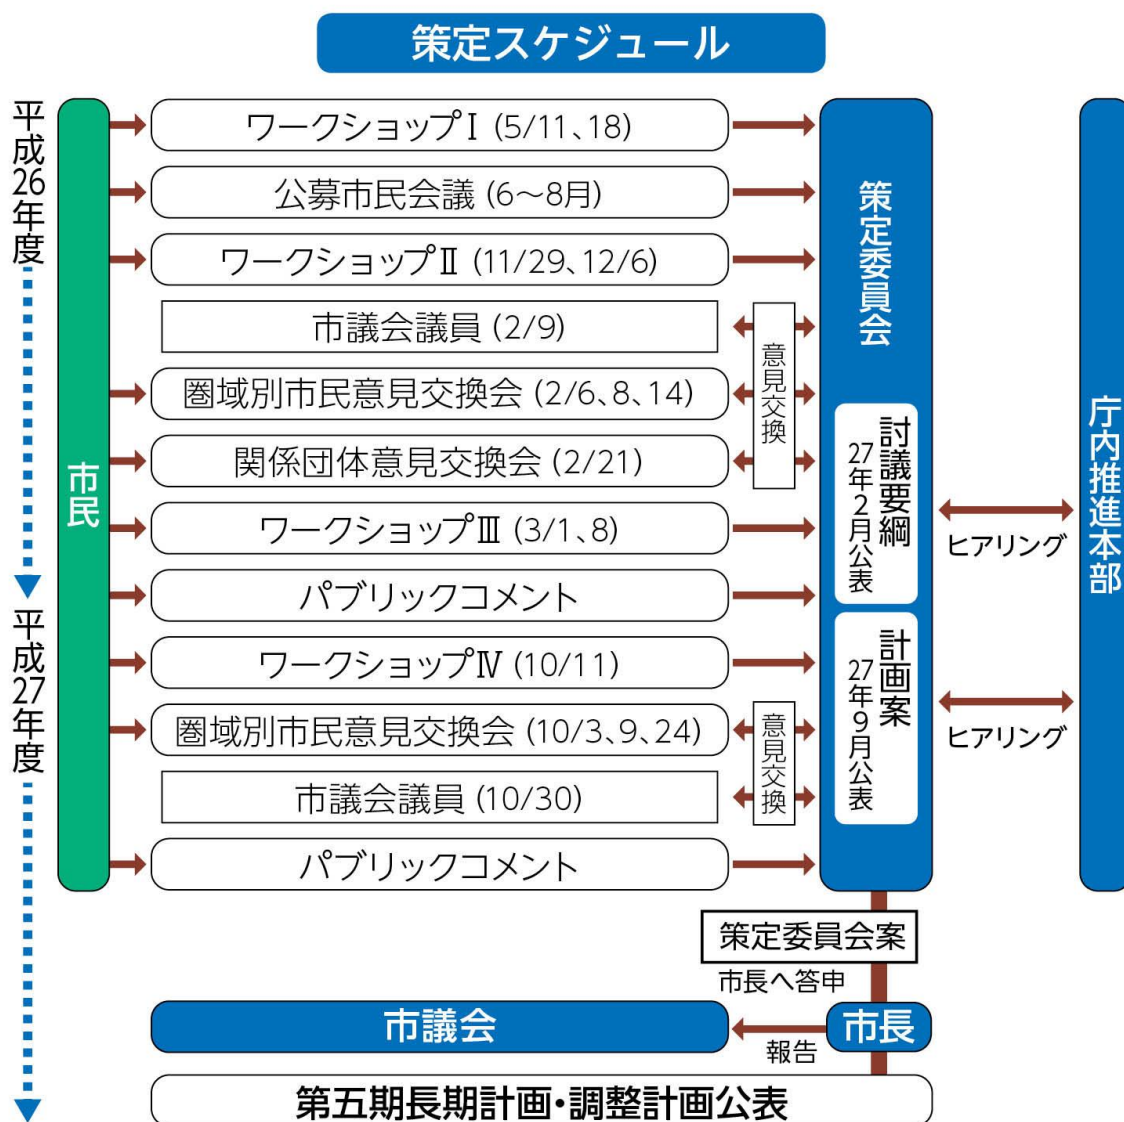 策定スケジュール
平成26年度
平成27年度
市民
ワークショップⅠ (5/11、18)
公募市民会議 (6〜8月)
ワークショップⅡ (11/29、12/6)
市議会議員 (2/9)
圏域別市民意見交換会 (2/6、8、14)
関係団体意見交換会 (2/21)
ワークショップⅢ (3/1、8)
パブリックコメント
ワークショップⅣ (10/11)
圏域別市民意見交換会 (10/3、9、24)
市議会議員 (10/30)
パブリックコメント
意見交換
意見交換
策定委員会
討議要綱
27年2月公表
計画案
27年9月公表
ヒアリング
ヒアリング
庁内推進本部
策定委員会案
市長へ答申
市議会
報告
市長
第五期長期計画・調整計画公表